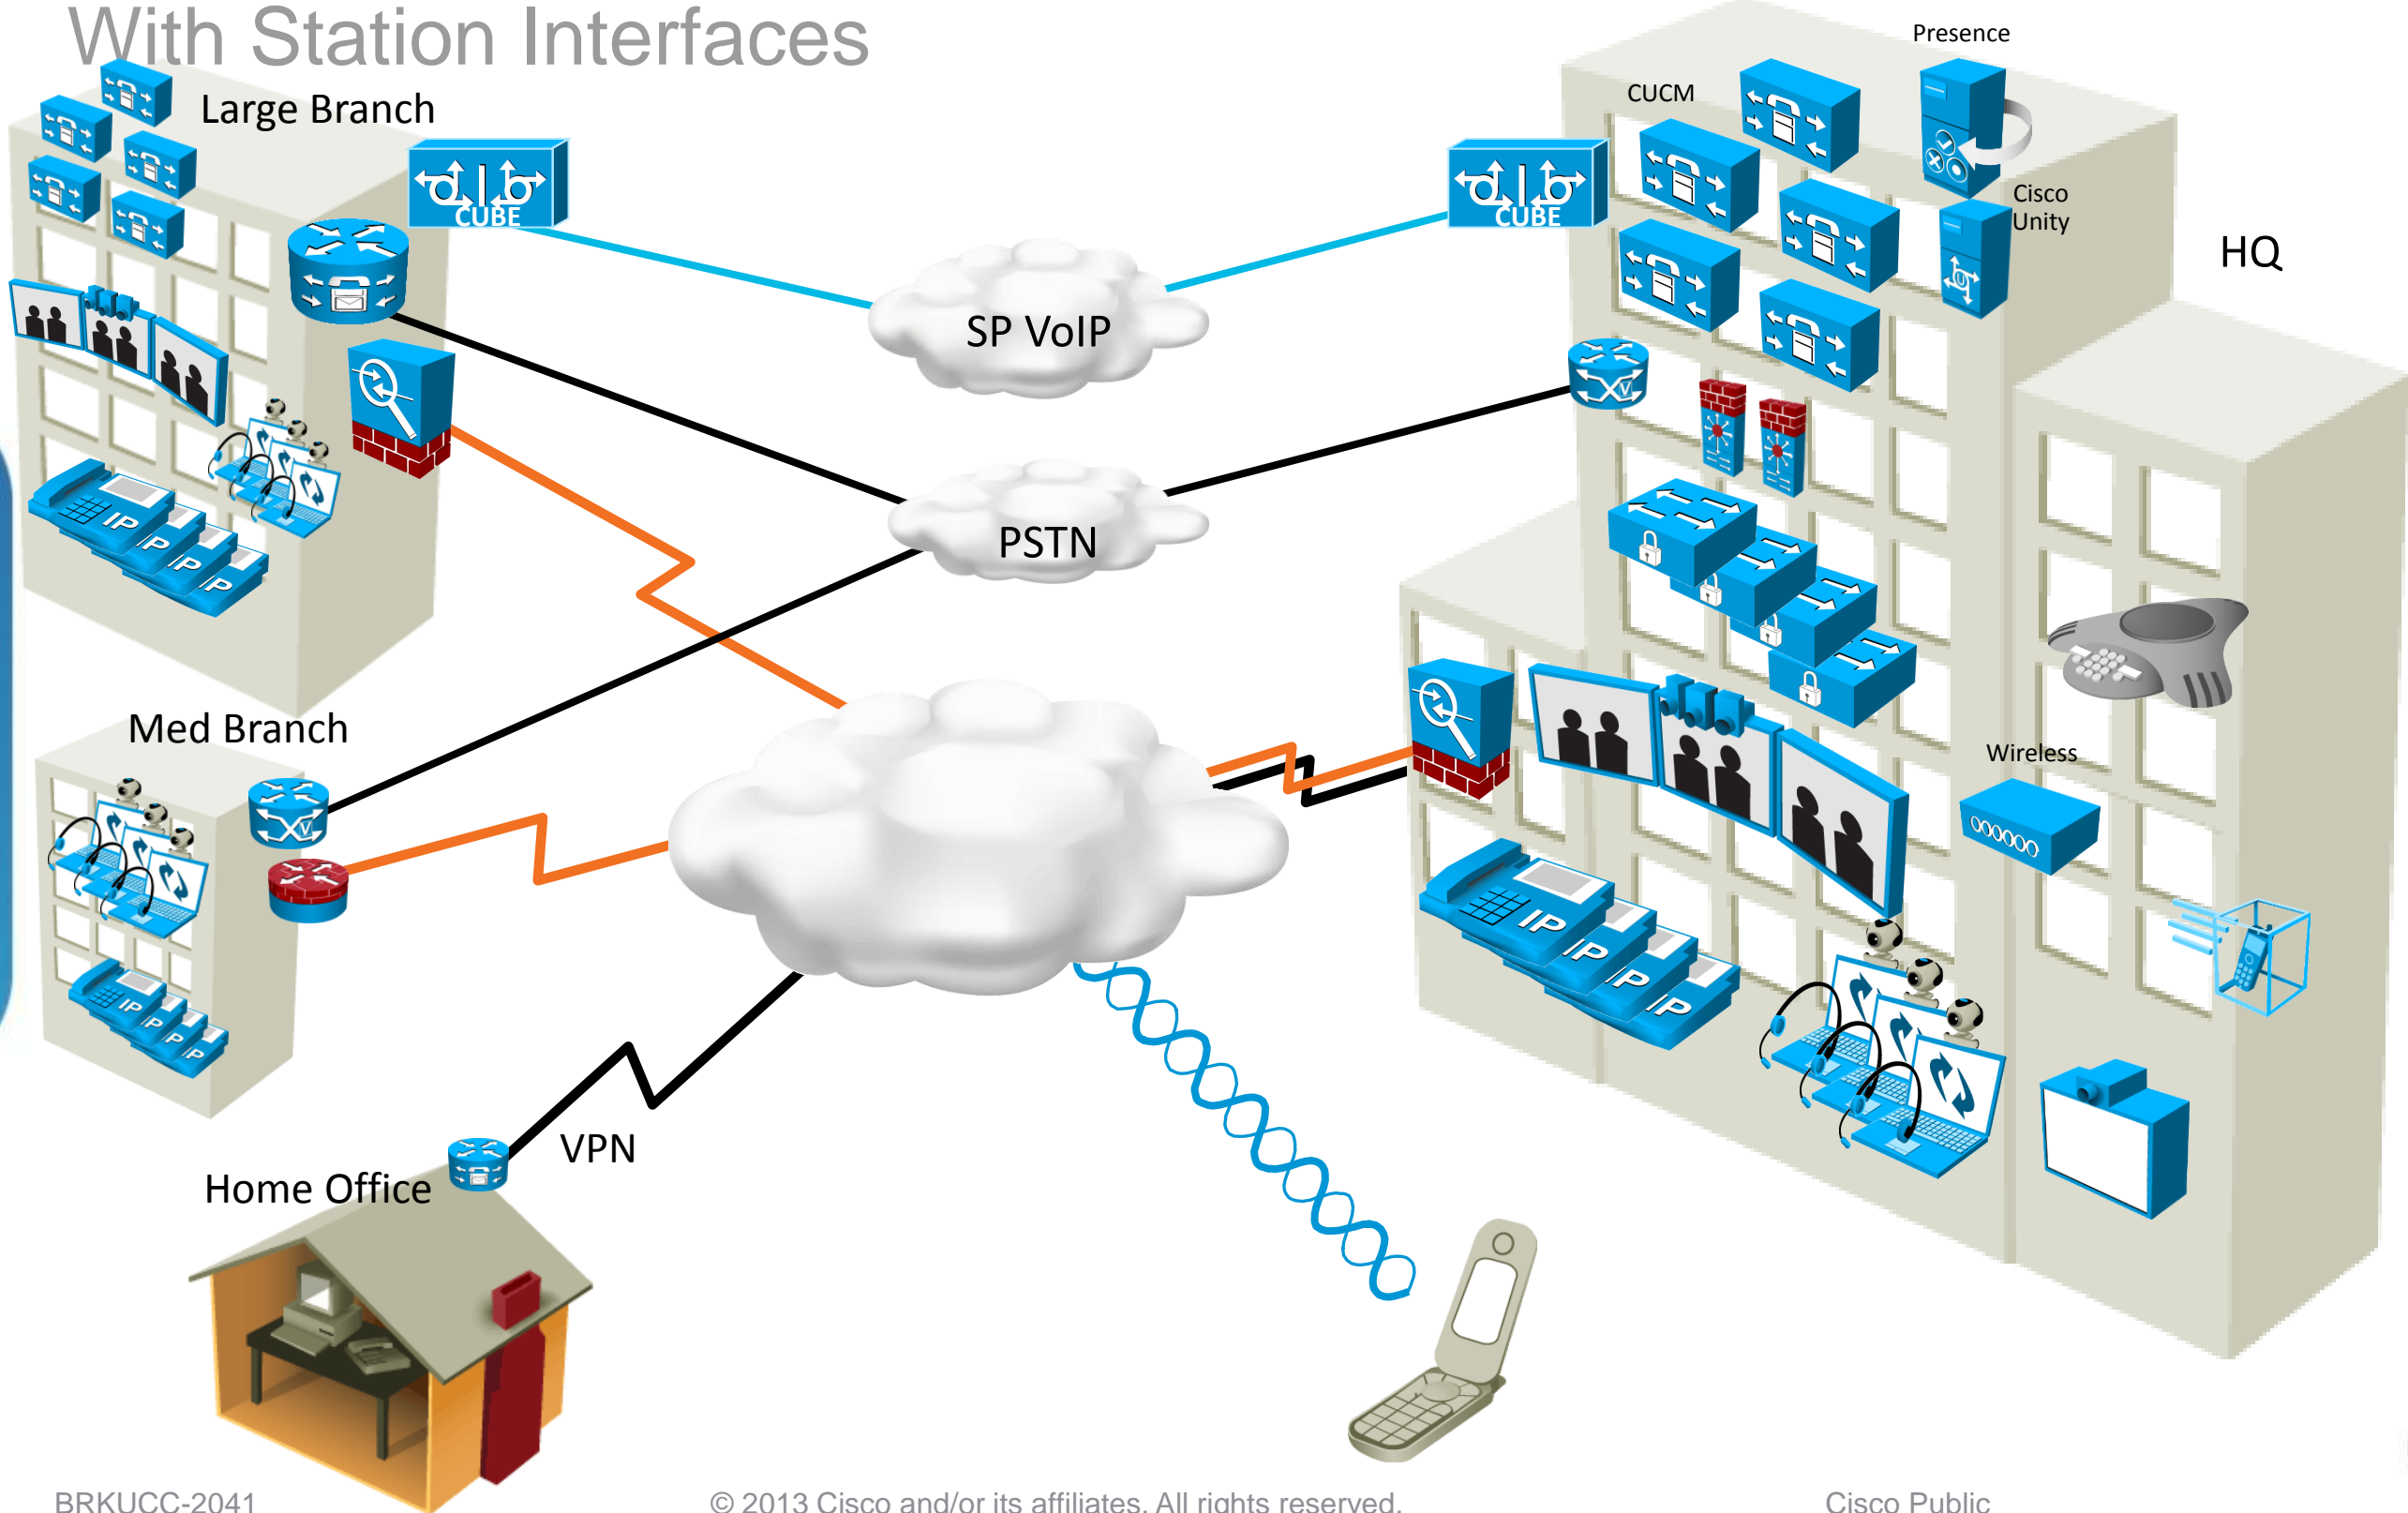 With Station Interfaces
Presence
CUCM
Large Branch
CUBE
CUBE
Cisco
Unity
HQ
SP VoIP
V
IP
IP
IP
IP
PSTN
Med Branch
Wireless
V
IP
IP
IP
IP
IP
IP
IP
IP
VPN
Home Office
BRKUCC-2041
© 2013 Cisco and/or its affiliates. All rights reserved.
Cisco Public